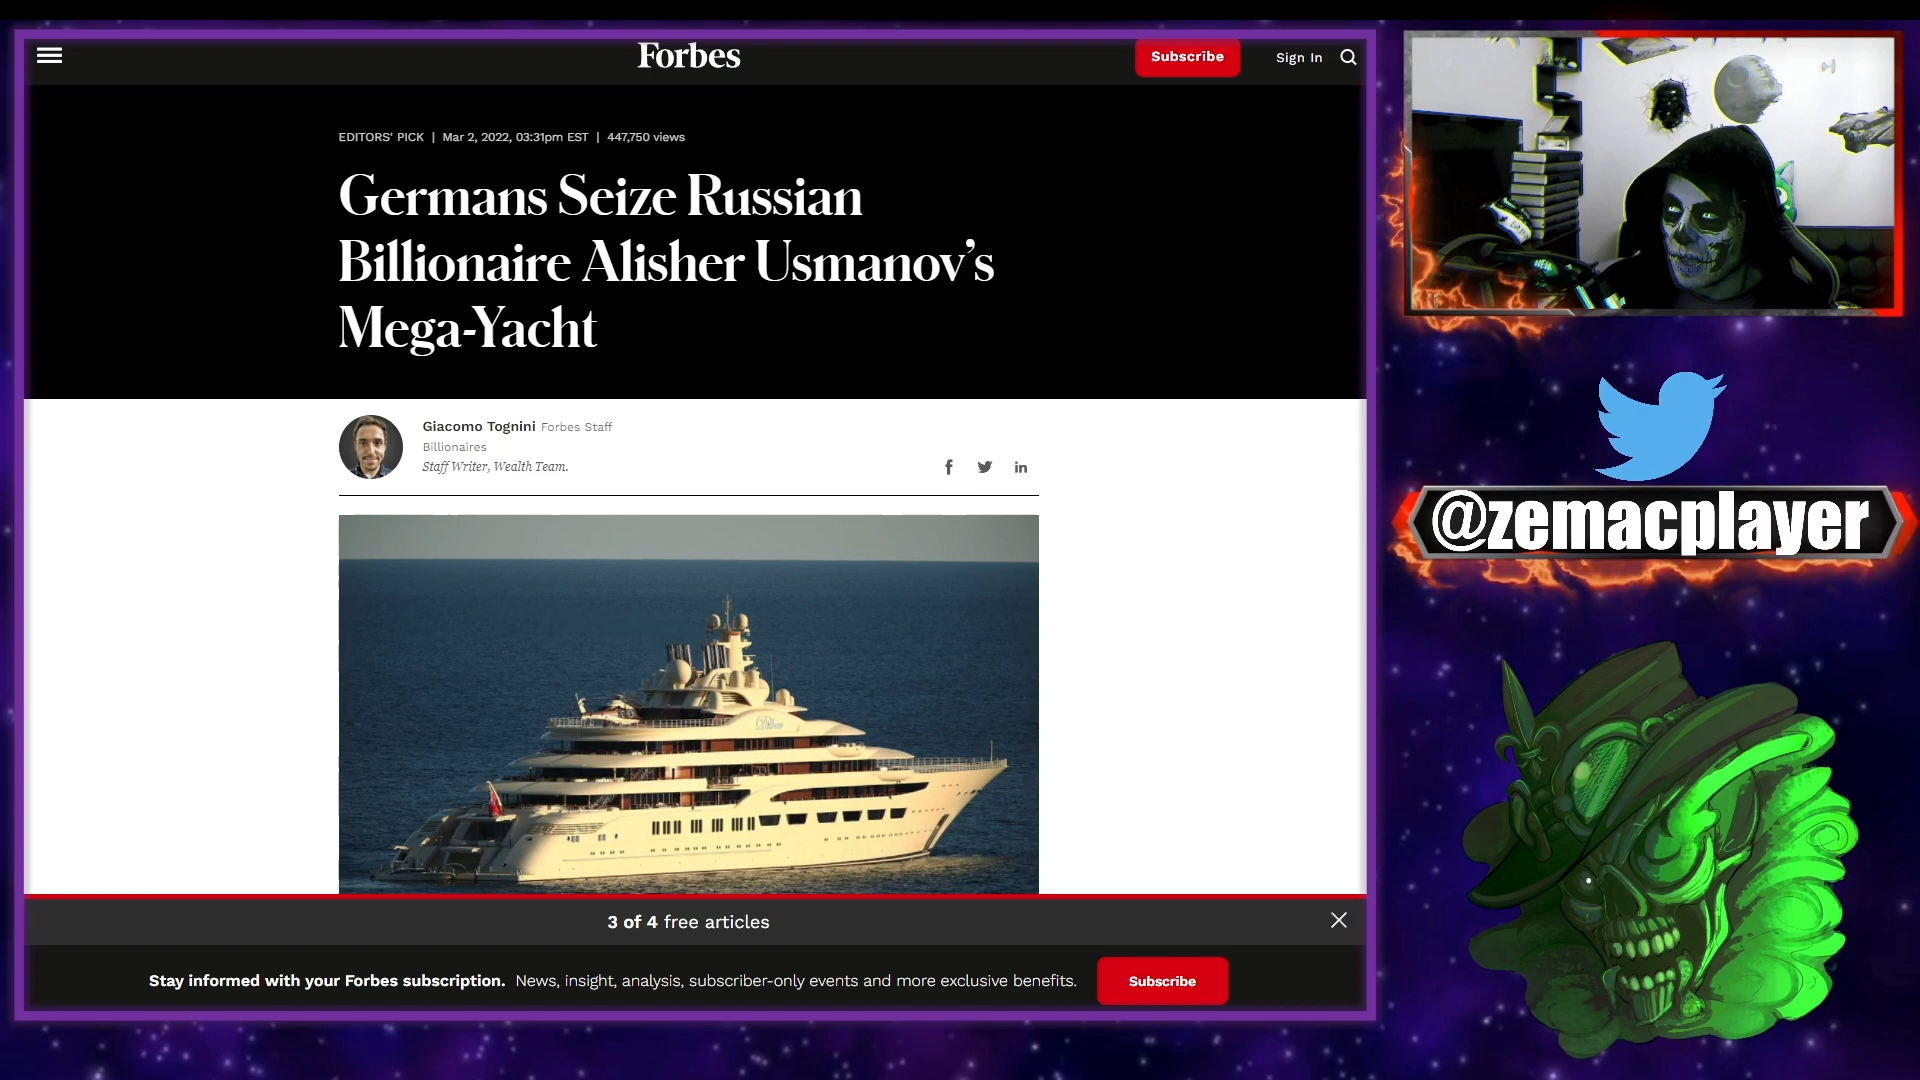 Forbes
Subscribe
Sign In
EDITORS' PICK | Mar 2, 2022, 03:31pm EST | 447,750 views
Germans Seize Russian
Billionaire Alisher Usmanov’s
Mega-Yacht
Giacomo Tognini Forbes Staff
Billionaires
Staff Writer, Wealth Team.
f
in
3 of 4 free articles
Stay informed with your Forbes subscription. News, insight, analysis, subscriber-only events and more exclusive benefits.
Subscribe
@zemacplayer